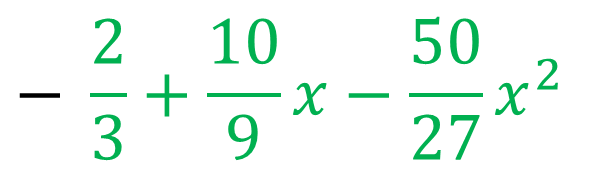 − 2/3 + 10/9 x − 50/27 x²